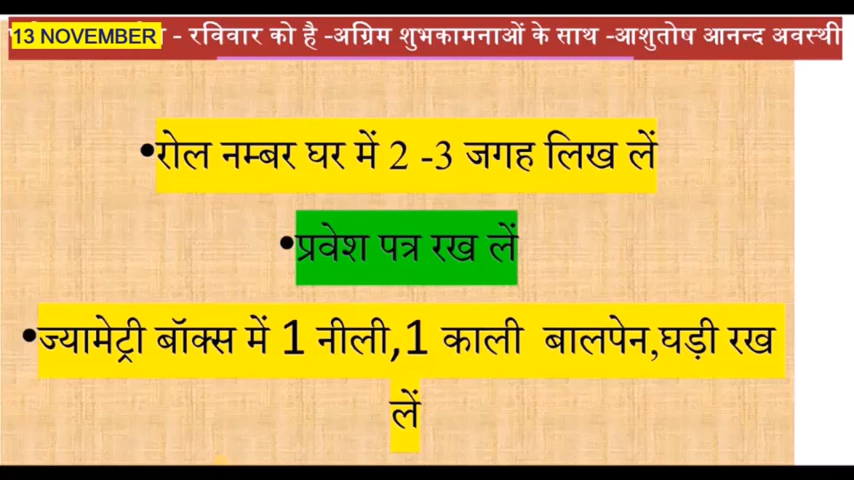 13 NOVEMBER - रविवार को है -अग्रिम शुभकामनाओं के साथ -आशुतोष आनन्द अवस्थी
•रोल नम्बर घर में 2 -3 जगह लिख लें
•प्रवेश पत्र रख लें
•ज्यामेट्री बॉक्स में 1 नीली,1 काली बालपेन,घड़ी रख
लें